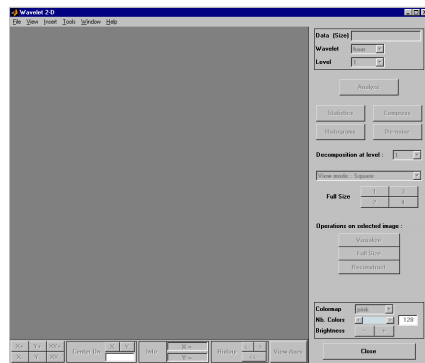 Wavelet 2-D
File View Insert Tools Window Help
Data (Size)
Wavelet haar
Level 1
Analyze
Statistics Compress
Histograms De-noise
Decomposition at level : 1
View mode : Square
Full Size 1 3
2 4
Operations on selected image :
Visualize
Full Size
Reconstruct
Colormap pink
Nb. Colors 128
Brightness - +
X+ Y+ XY+ Center On X Y Info X = History View Axes
X- Y- XY- Y =
Close